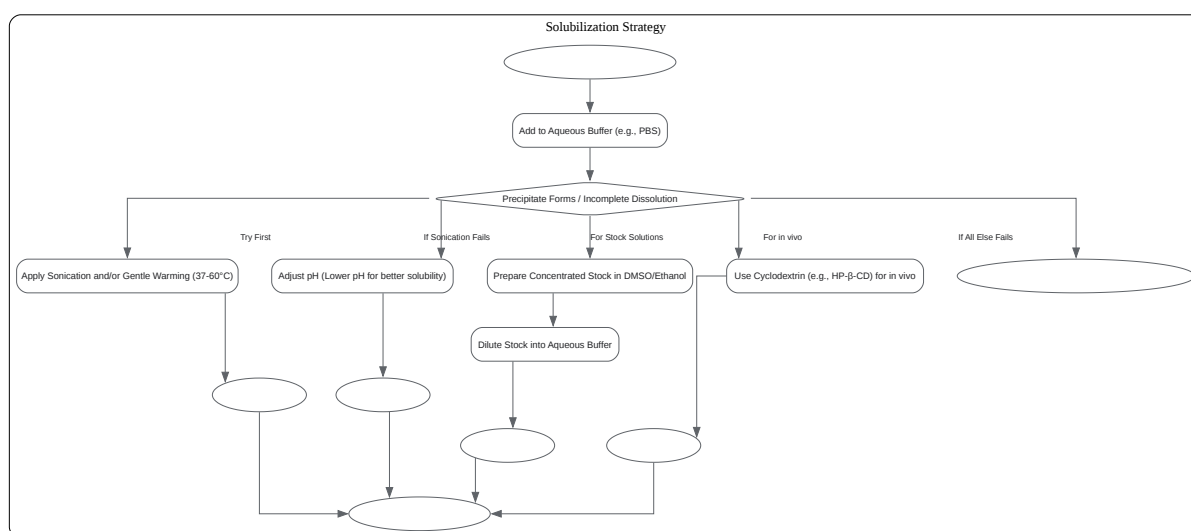 Solubilization Strategy
Add to Aqueous Buffer (e.g., PBS)
Precipitate Forms / Incomplete Dissolution
Try First
If Sonication Fails
For Stock Solutions
For in vivo
If All Else Fails
Apply Sonication and/or Gentle Warming (37-60°C)
Adjust pH (Lower pH for better solubility)
Prepare Concentrated Stock in DMSO/Ethanol
Use Cyclodextrin (e.g., HP-β-CD) for in vivo
Dilute Stock into Aqueous Buffer